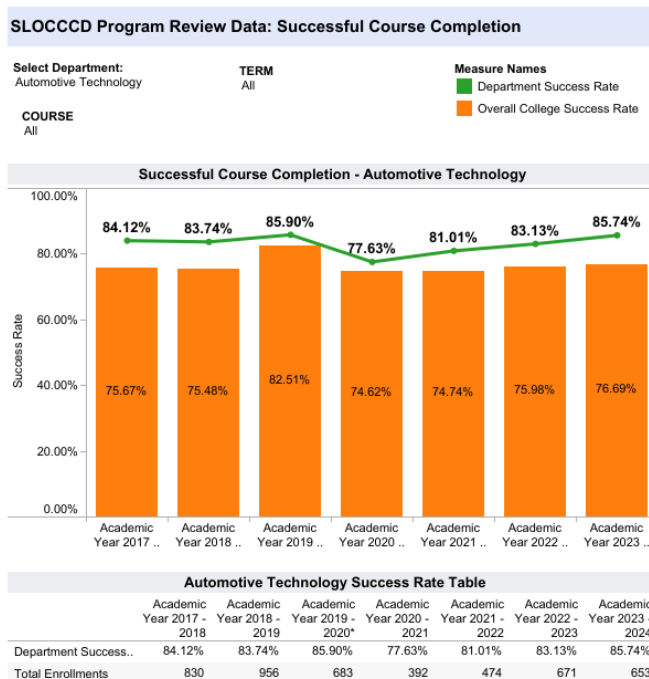 SLOCCCD Program Review Data: Successful Course Completion
Select Department:
Automotive Technology
TERM
All
Measure Names
Department Success Rate
Overall College Success Rate
COURSE
All
Successful Course Completion - Automotive Technology
100.00%
80.00%
60.00%
40.00%
20.00%
0.00%
Success Rate
84.12% 83.74% 85.90% 77.63% 81.01% 83.13% 85.74%
75.67% 75.48% 82.51% 74.62% 74.74% 75.98% 76.69%
Academic Academic Academic Academic Academic Academic Academic
Year 2017 .. Year 2018 .. Year 2019 .. Year 2020 .. Year 2021 .. Year 2022 .. Year 2023 ..
Automotive Technology Success Rate Table
Academic Academic Academic Academic Academic Academic Academic
Year 2017 - Year 2018 - Year 2019 - Year 2020 - Year 2021 - Year 2022 - Year 2023 -
2018 2019 2020* 2021 2022 2023 2024
Department Success.. 84.12% 83.74% 85.90% 77.63% 81.01% 83.13% 85.74%
Total Enrollments 830 956 683 392 474 671 653